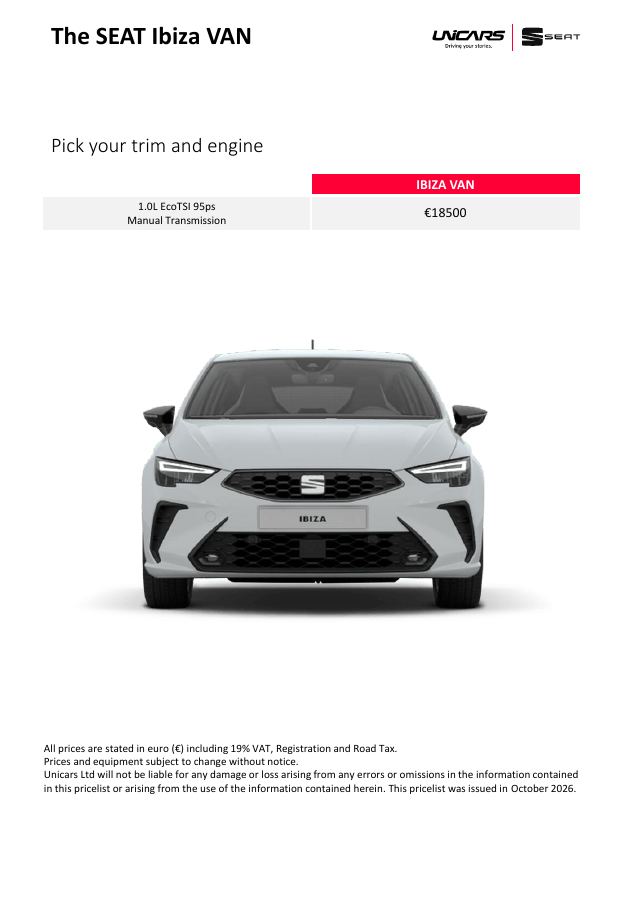 The SEAT Ibiza VAN
UNICARS
Driving your stories.
SEAT
Pick your trim and engine
IBIZA VAN
1.0L EcoTSI 95ps
Manual Transmission
€18500
IBIZA
All prices are stated in euro (€) including 19% VAT, Registration and Road Tax.
Prices and equipment subject to change without notice.
Unicars Ltd will not be liable for any damage or loss arising from any errors or omissions in the information contained
in this pricelist or arising from the use of the information contained herein. This pricelist was issued in October 2026.